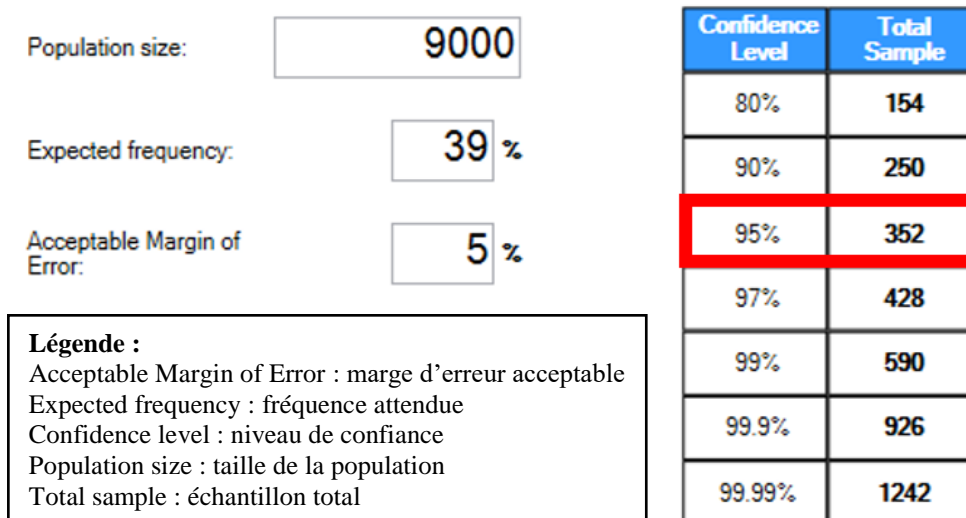 Population size: 9000
Expected frequency: 39 %
Acceptable Margin of
Error: 5 %
Légende :
Acceptable Margin of Error : marge d’erreur acceptable
Expected frequency : fréquence attendue
Confidence level : niveau de confiance
Population size : taille de la population
Total sample : échantillon total
Confidence Level Total Sample
80% 154
90% 250
95% 352
97% 428
99% 590
99.9% 926
99.99% 1242